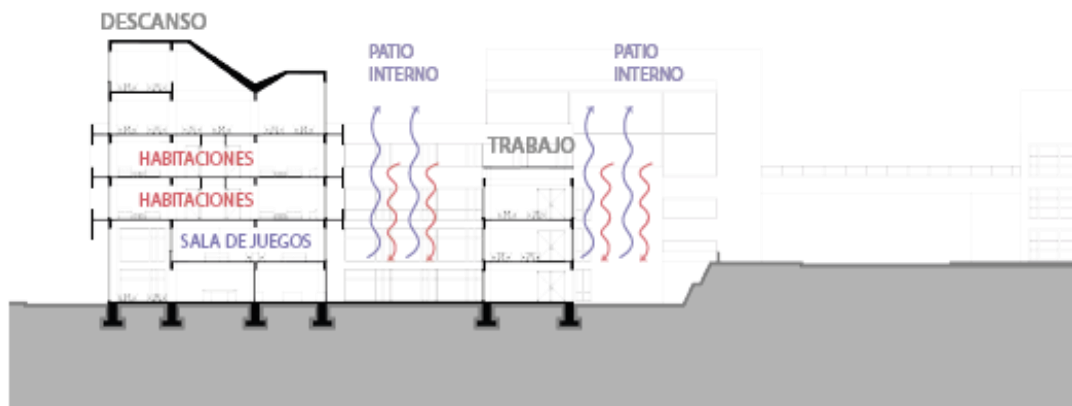 DESCANSO
PATIO
INTERNO
PATIO
INTERNO
TRABAJO
HABITACIONES
HABITACIONES
SALA DE JUEGOS